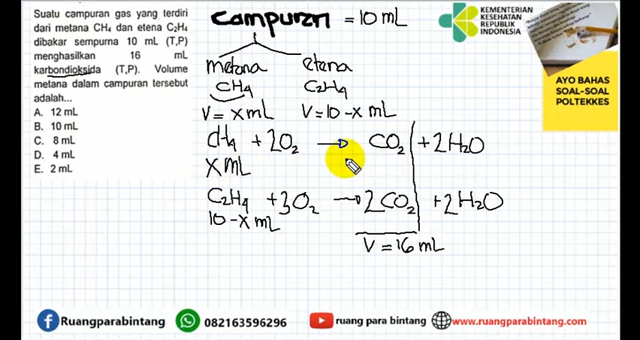 Suatu campuran gas yang terdiri
dari metana CH₄ dan etena C₂H₄
dibakar sempurna 10 mL (T,P)
menghasilkan 16 mL
karbondioksida (T,P). Volume
metana dalam campuran tersebut
adalah...
A. 12 mL
B. 10 mL
C. 8 mL
D. 4 mL
E. 2 mL
campuran = 10 mL
metana etena
CH₄ C₂H₄
V = x mL V = 10 - x mL
CH₄ + 2O₂ → CO₂ + 2H₂O
x mL
C₂H₄ + 3O₂ → 2CO₂ + 2H₂O
10 - x mL
V = 16 mL
KEMENTERIAN
KESEHATAN
REPUBLIK
INDONESIA
AYO BAHAS
SOAL-SOAL
POLTEKKES
Ruangparabintang 082163596296 ruang para bintang www.ruangparabintang.com